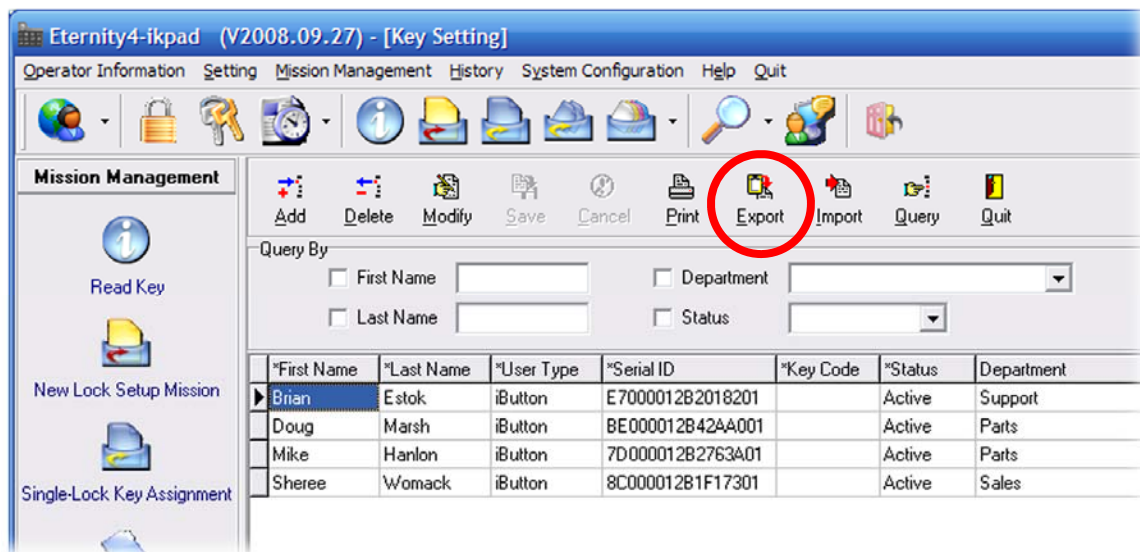 Eternity4-ikpad (V2008.09.27) - [Key Setting]
Operator Information Setting Mission Management History System Configuration Help Quit
Mission Management
Add Delete Modify Save Cancel Print Export Import Query Quit
Query By
First Name Department
Last Name Status
Read Key
New Lock Setup Mission
Single-Lock Key Assignment
*First Name *Last Name *User Type *Serial ID *Key Code *Status Department
Brian Estok iButton E7000012B2018201 Active Support
Doug Marsh iButton BE000012B42AA001 Active Parts
Mike Hanlon iButton 7D000012B2763A01 Active Parts
Sheree Womack iButton 8C000012B1F17301 Active Sales